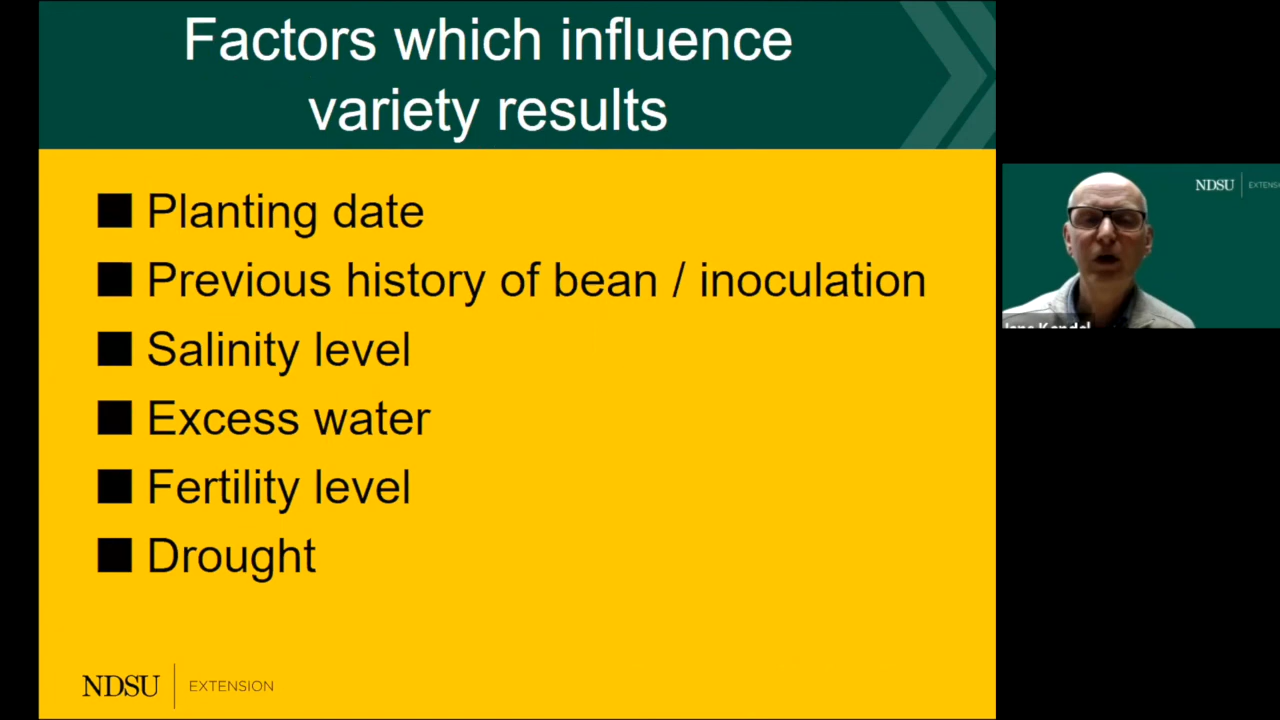 Factors which influence
variety results
Planting date
Previous history of bean / inoculation
Salinity level
Excess water
Fertility level
Drought
NDSU EXTENSION
NDSU